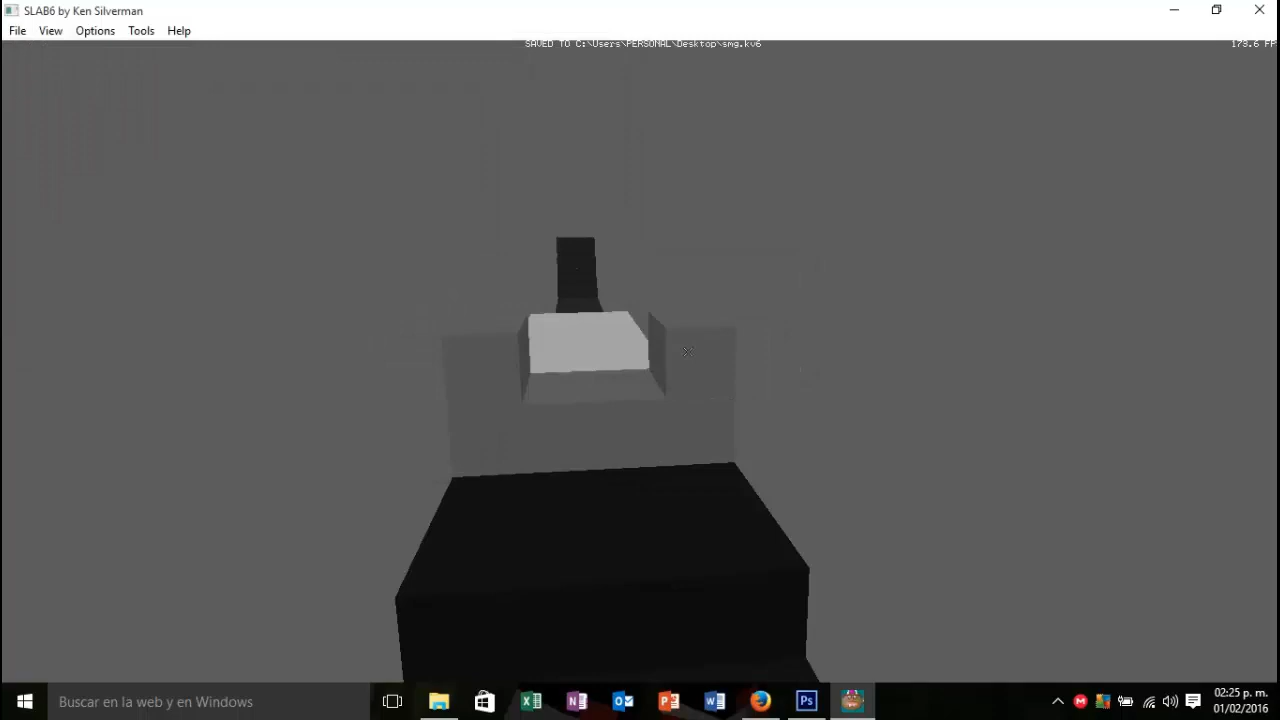 SLAB6 by Ken Silverman
File View Options Tools Help
SAVED TO C:\Users\PERSONAL\Desktop\smg.kv6
179.6
Buscar en la web y en Windows
02:25 p. m.
01/02/2016